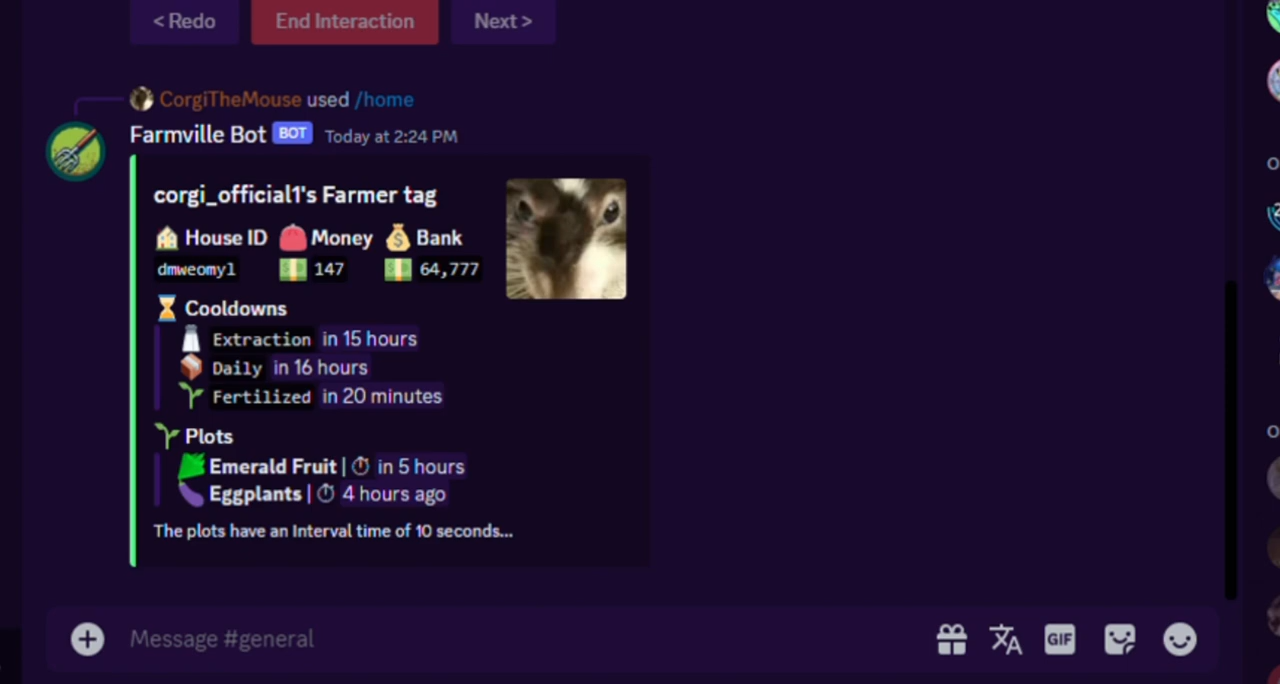 < Redo End Interaction Next >
CorgiTheMouse used /home
Farmville Bot BOT Today at 2:24 PM
corgi_official1's Farmer tag
House ID Money Bank
dmweomyl 147 64,777
Cooldowns
Extraction in 15 hours
Daily in 16 hours
Fertilized in 20 minutes
Plots
Emerald Fruit | in 5 hours
Eggplants | 4 hours ago
The plots have an Interval time of 10 seconds...
Message #general GIF